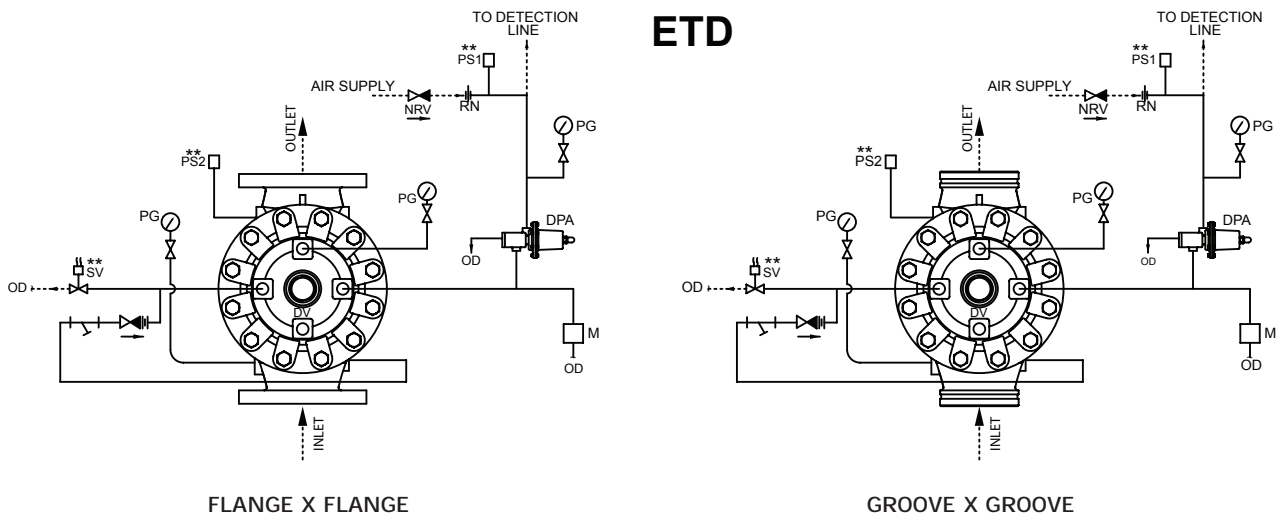 ETD
TO DETECTION
LINE
**
PS1
AIR SUPPLY
NRV
RN
PG
OUTLET
**
PS2
PG
PG
DPA
OD
**
SV
OD
DV
M
OD
INLET
FLANGE X FLANGE
TO DETECTION
LINE
**
PS1
AIR SUPPLY
NRV
RN
PG
OUTLET
**
PS2
PG
PG
DPA
OD
**
SV
OD
DV
M
OD
INLET
GROOVE X GROOVE